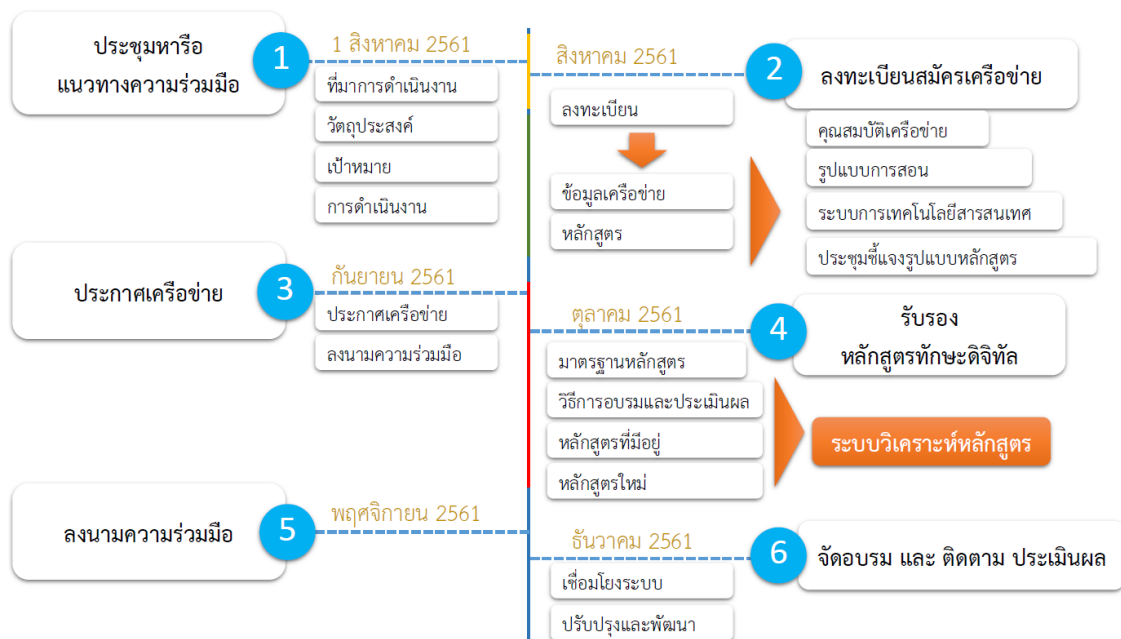 ประชุมหารือ
แนวทางความร่วมมือ
1
1 สิงหาคม 2561
ที่มาการดำเนินงาน
วัตถุประสงค์
เป้าหมาย
การดำเนินงาน
สิงหาคม 2561
2
ลงทะเบียนสมัครเครือข่าย
ลงทะเบียน
ข้อมูลเครือข่าย
หลักสูตร
คุณสมบัติเครือข่าย
รูปแบบการสอน
ระบบการเทคโนโลยีสารสนเทศ
ประชุมชี้แจงรูปแบบหลักสูตร
ประกาศเครือข่าย
3
กันยายน 2561
ประกาศเครือข่าย
ลงนามความร่วมมือ
ตุลาคม 2561
4
รับรอง
หลักสูตรทักษะดิจิทัล
มาตรฐานหลักสูตร
วิธีการอบรมและประเมินผล
หลักสูตรที่มีอยู่
หลักสูตรใหม่
ระบบวิเคราะห์หลักสูตร
ลงนามความร่วมมือ
5
พฤศจิกายน 2561
ธันวาคม 2561
6
จัดอบรม และ ติดตาม ประเมินผล
เชื่อมโยงระบบ
ปรับปรุงและพัฒนา